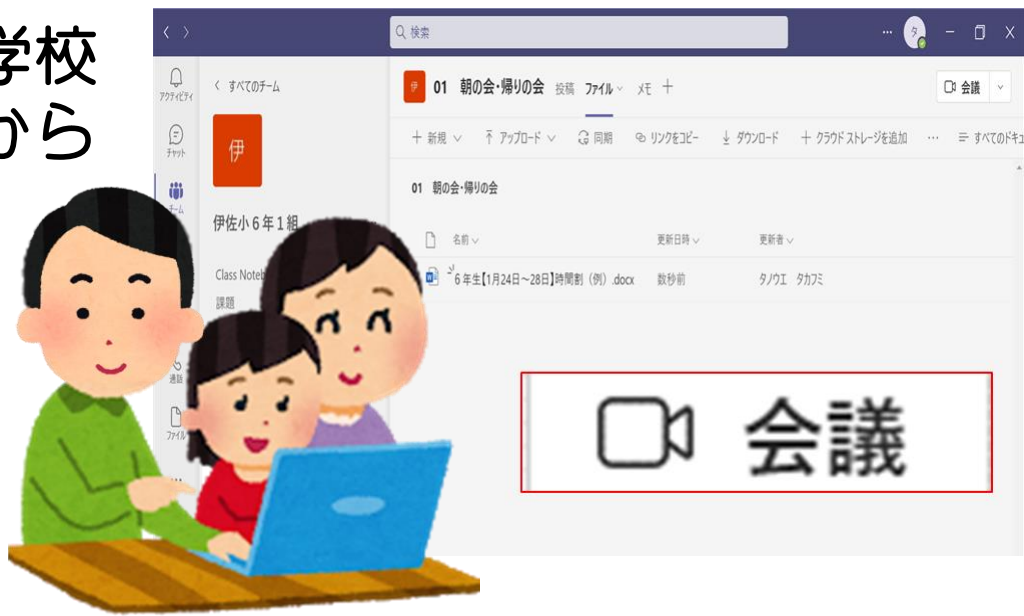 学校
から
検索
タ
アクティビティ
チャット
チーム
通話
ファイル
すべてのチーム
伊
伊佐小6年1組
Class Noteb
課題
伊 01 朝の会・帰りの会 投稿 ファイル メモ
会議
新規 アップロード 同期 リンクをコピー ダウンロード クラウド ストレージを追加 … すべてのドキュ
01 朝の会・帰りの会
名前 更新日時 更新者
6年生【1月24日~28日】時間割(例).docx 数秒前 タノウエ タカフミ
会議